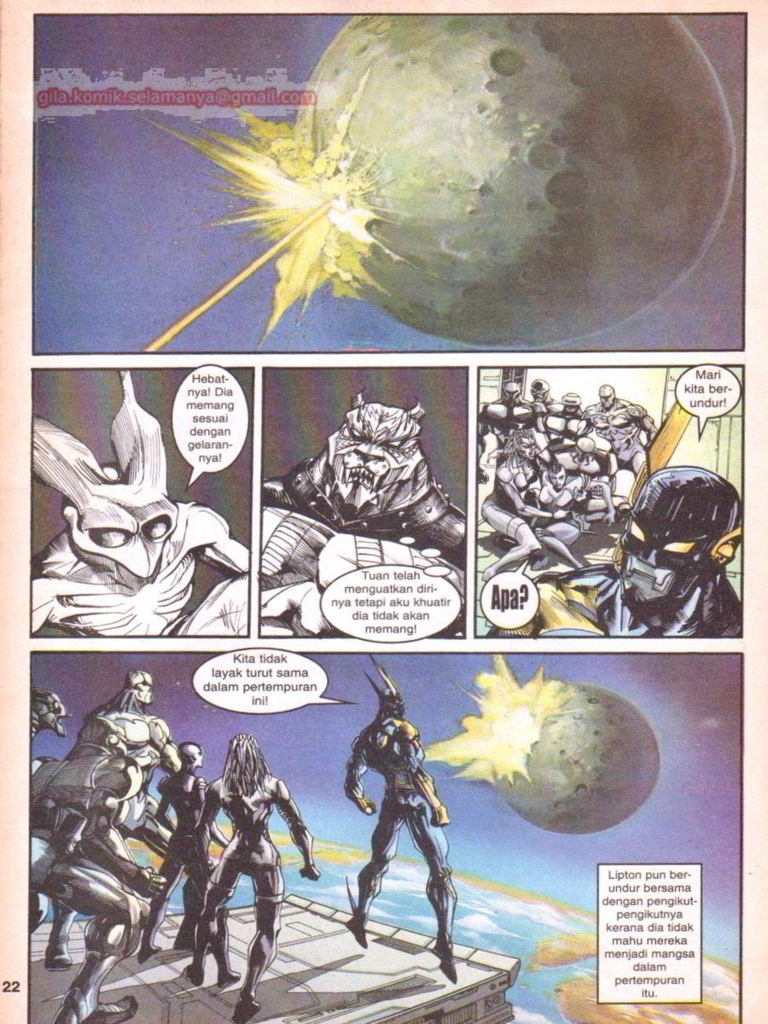 gila.komik.selamanya@gmail.com
Hebat-
nya! Dia
memang
sesuai
dengan
gelaran-
nya!
Tuan telah
menguatkan diri-
nya tetapi aku khuatir
dia tidak akan
memang!
Mari
kita ber-
undur!
Apa?
Kita tidak
layak turut sama
dalam pertempuran
ini!
Lipton pun ber-
undur bersama
dengan pengikut-
pengikutnya
kerana dia tidak
mahu mereka
menjadi mangsa
dalam
pertempuran
itu.
22